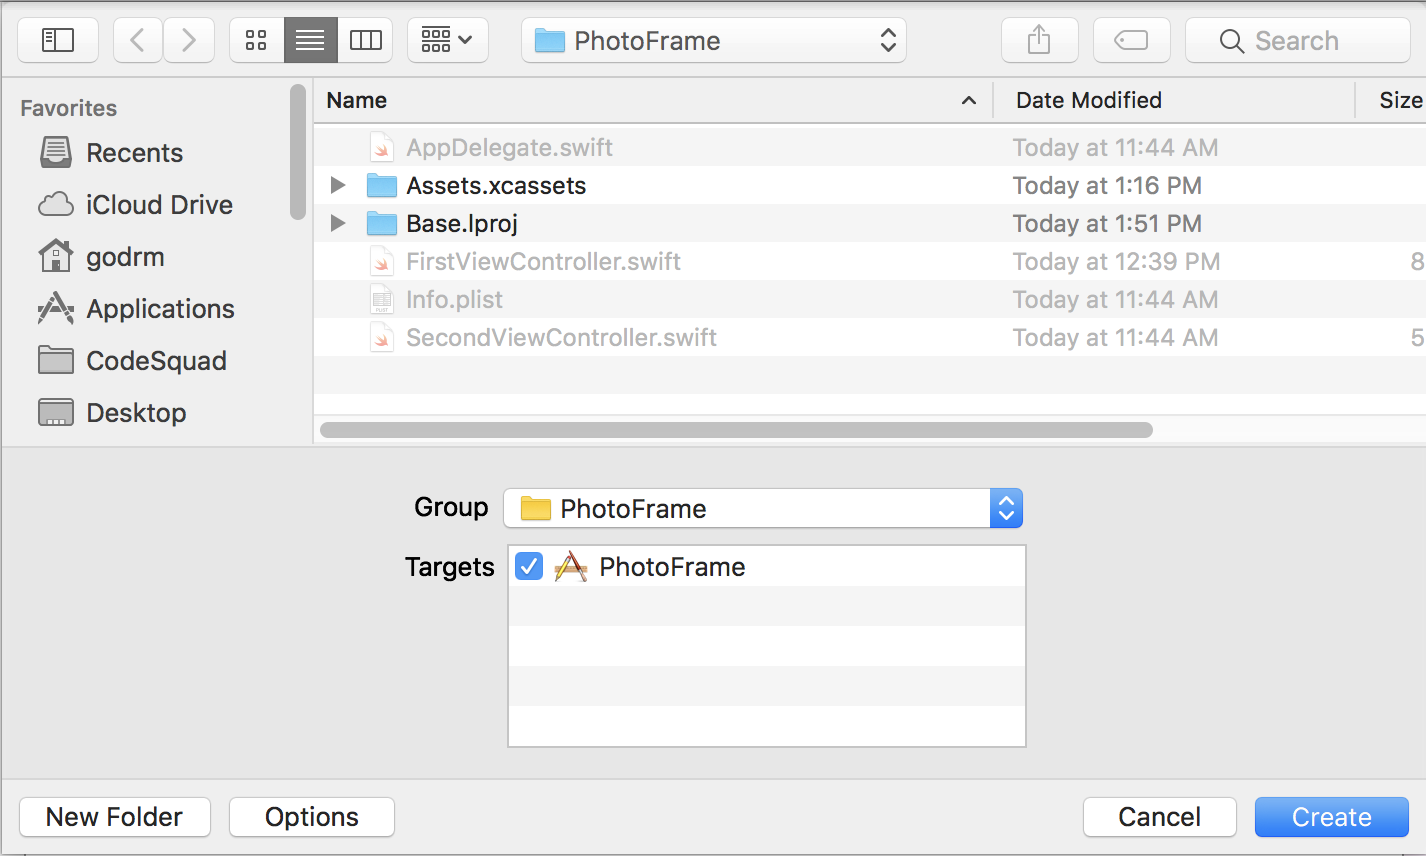 PhotoFrame
Search
Favorites
Recents
iCloud Drive
godrm
Applications
CodeSquad
Desktop
Name Date Modified Size
AppDelegate.swift Today at 11:44 AM
Assets.xcassets Today at 1:16 PM
Base.lproj Today at 1:51 PM
FirstViewController.swift Today at 12:39 PM 8
Info.plist Today at 11:44 AM
SecondViewController.swift Today at 11:44 AM 5
Group PhotoFrame
Targets PhotoFrame
New Folder Options Cancel Create